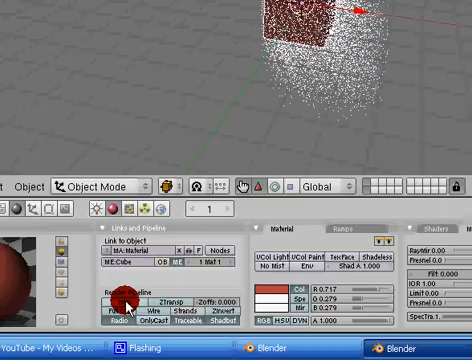 t Object Object Mode Global
1
Links and Pipeline Material Ramps Shaders
Link to Object
MA:Material X F Nodes
ME:Cube OB ME 1 Mat 1
VCol Light VCol Paint TexFace Shadeless
No Mist Env Shad A 1.000
Render Pipeline
ZTransp Zoffs: 0.000
Wire Strands ZInvert
Radio OnlyCast Traceable Shadbuf
Col R 0.717
Spe G 0.279
Mir B 0.279
RGB HSV DYN A 1.000
RayMir 0.00
Fresnel 0.0
Filt: 0.000
IOR 1.00
Limit 0.00
Fresnel 0.0
SpecTra 1.
YouTube - My Videos ... Flashing Blender Blender